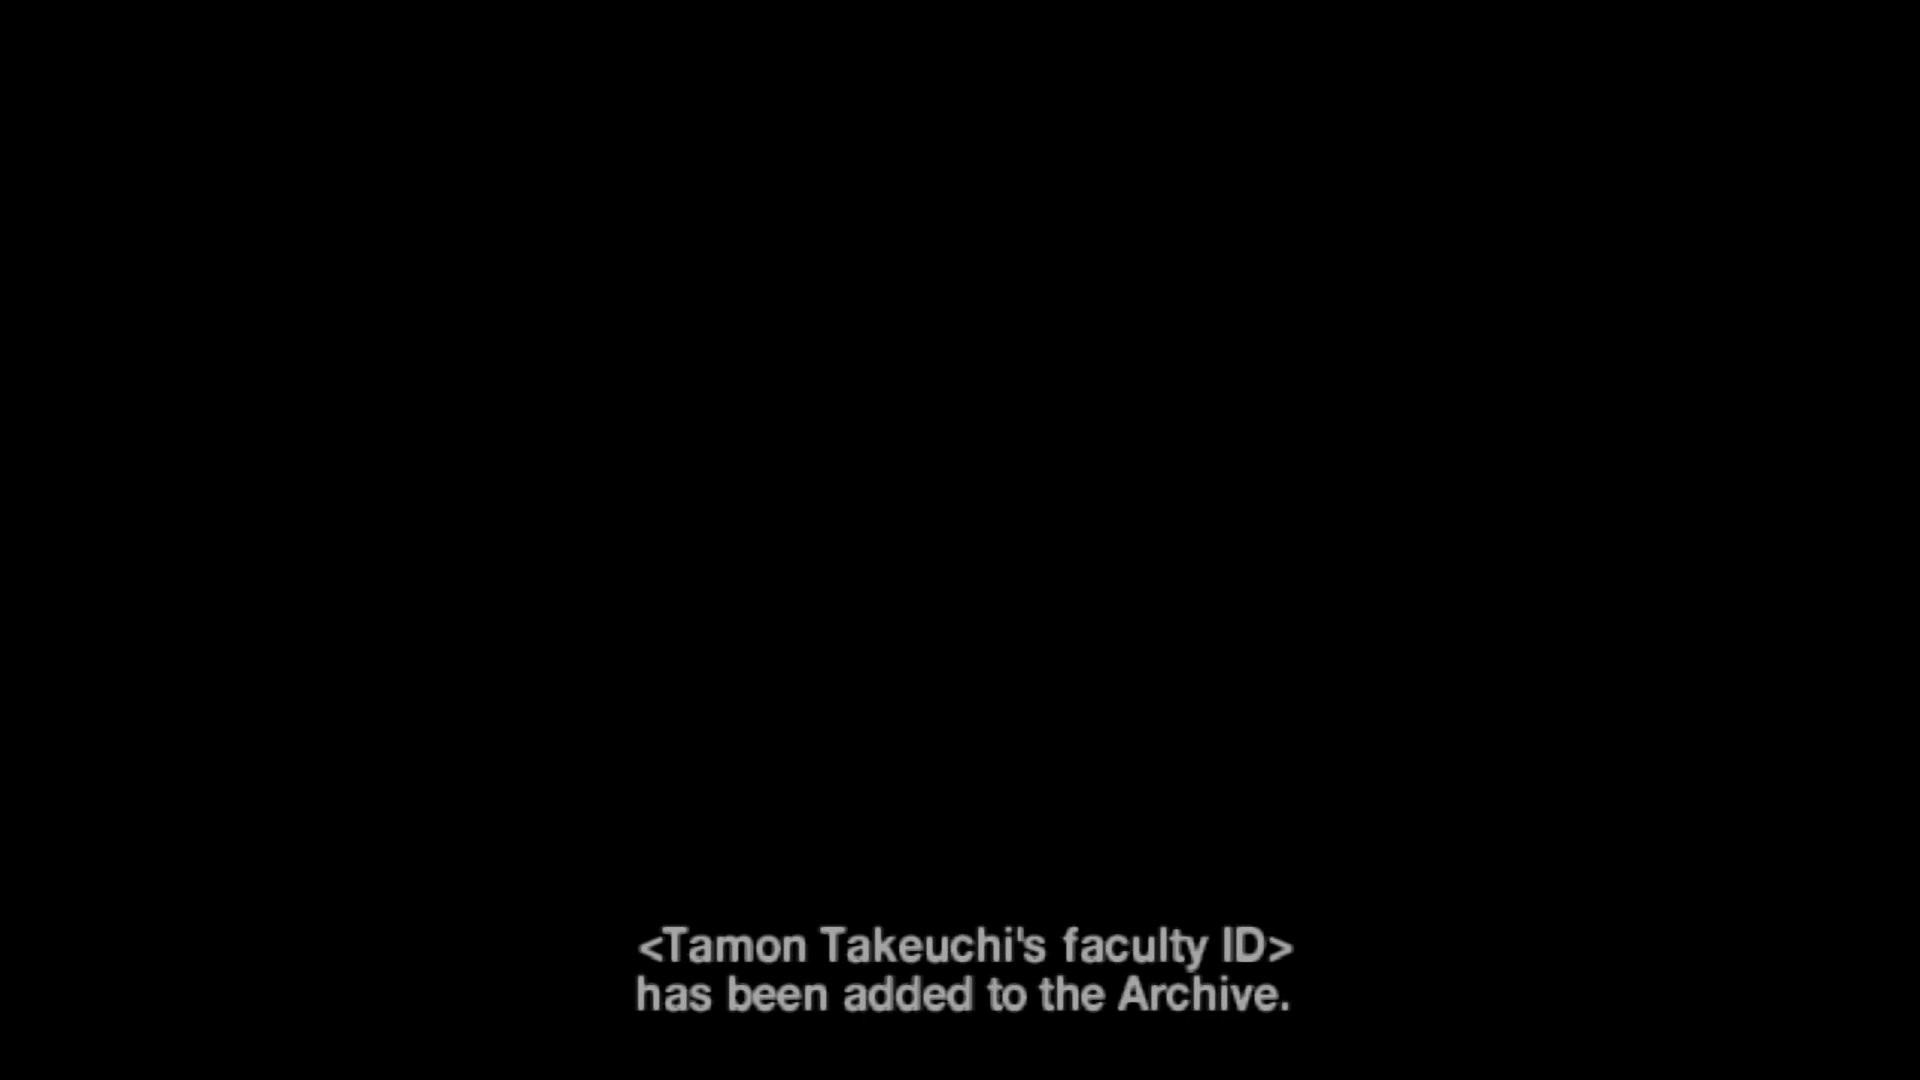 <Tamon Takeuchi's faculty ID>
has been added to the Archive.